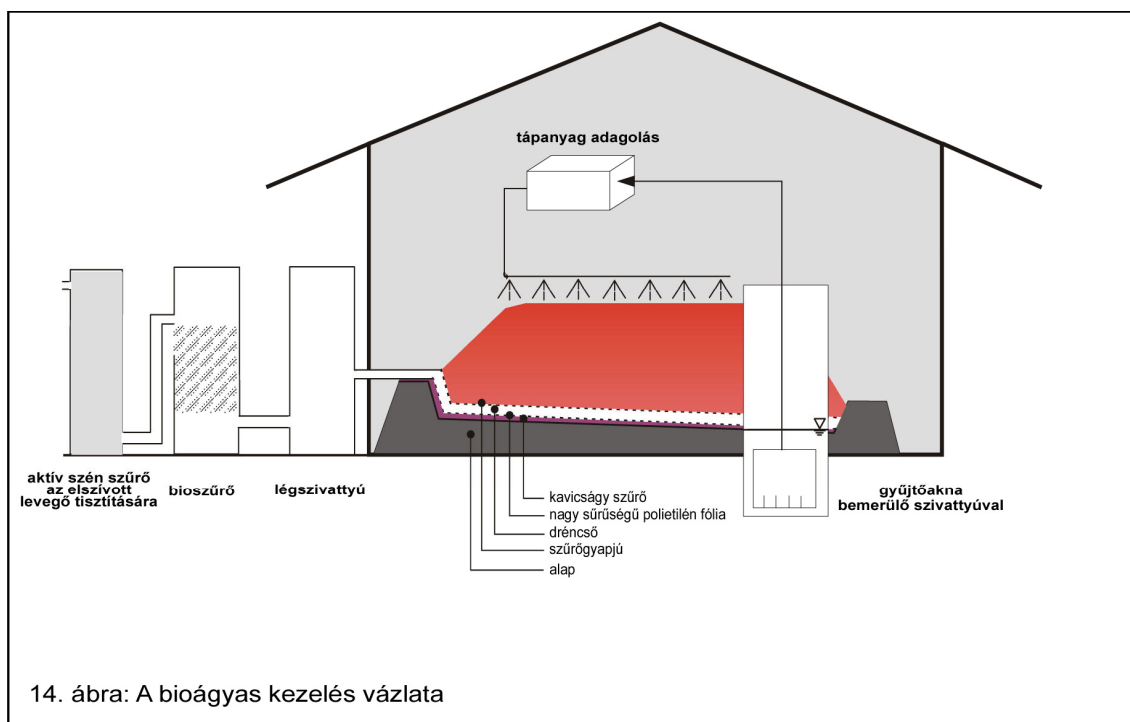 tápanyag adagolás
aktív szén szűrő
az elszívott
levegő tisztítására
bioszűrő
légszivattyú
gyűjtőakna
bemerülő szivattyúval
kavicságy szűrő
nagy sűrűségű polietilén fólia
dréncső
szűrőgyapjú
alap
14. ábra: A bioágyas kezelés vázlata